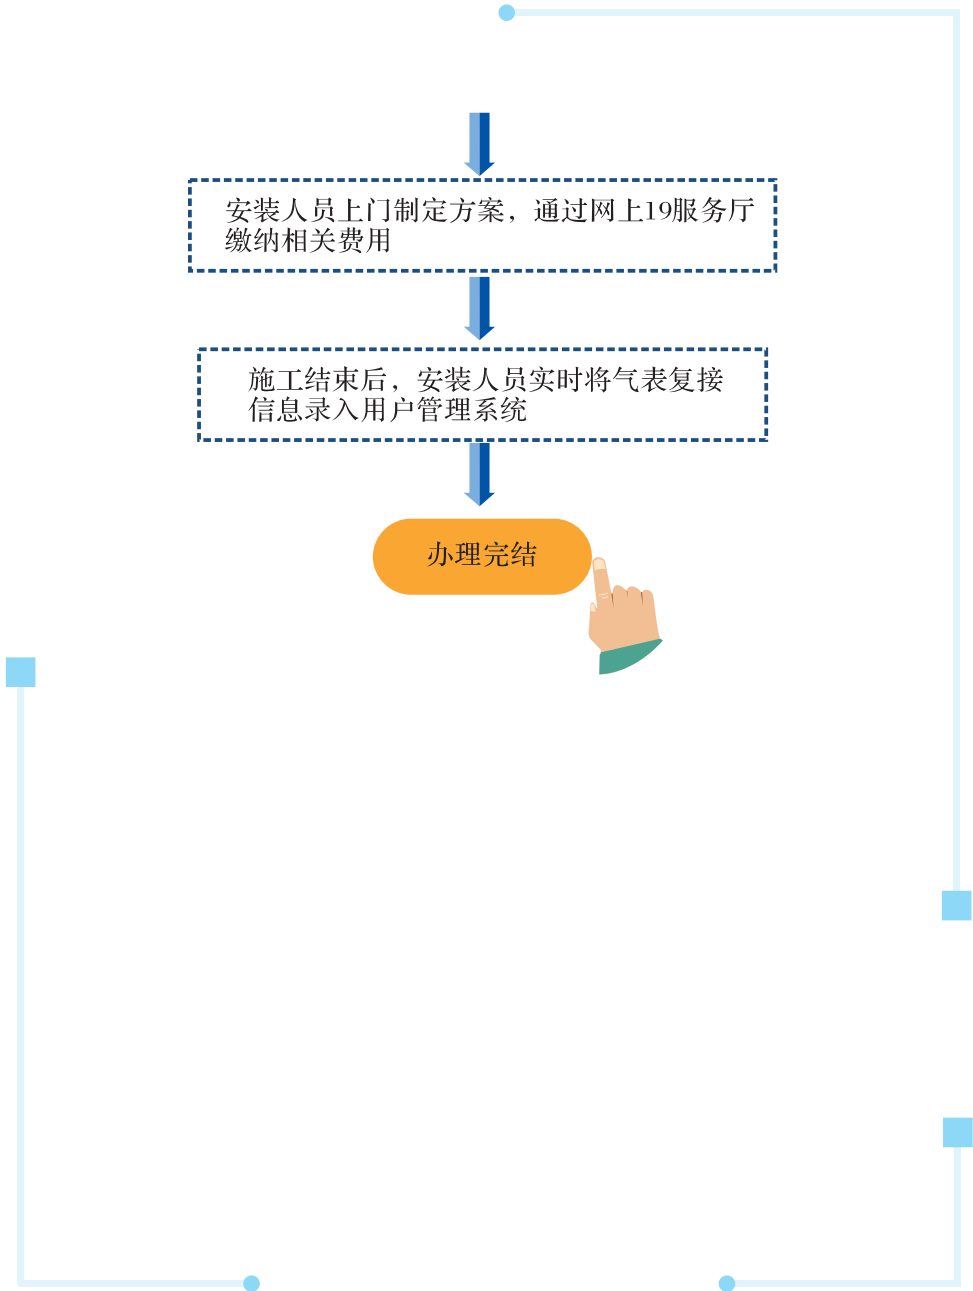 安装人员上门制定方案，通过网上19服务厅
缴纳相关费用
施工结束后，安装人员实时将气表复接
信息录入用户管理系统
办理完结